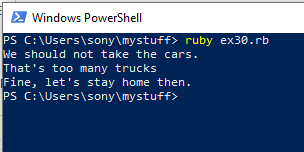 Windows PowerShell
PS C:\Users\sony\mystuff> ruby ex30.rb
We should not take the cars.
That's too many trucks
Fine, let's stay home then.
PS C:\Users\sony\mystuff>